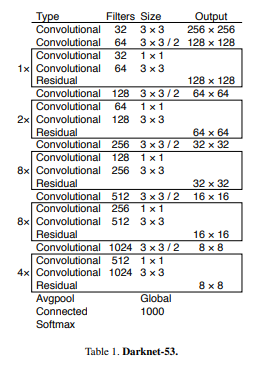 Type Filters Size Output
Convolutional 32 3 × 3 256 × 256
Convolutional 64 3 × 3 / 2 128 × 128
Convolutional 32 1 × 1
1× Convolutional 64 3 × 3
Residual 128 × 128
Convolutional 128 3 × 3 / 2 64 × 64
Convolutional 64 1 × 1
2× Convolutional 128 3 × 3
Residual 64 × 64
Convolutional 256 3 × 3 / 2 32 × 32
Convolutional 128 1 × 1
8× Convolutional 256 3 × 3
Residual 32 × 32
Convolutional 512 3 × 3 / 2 16 × 16
Convolutional 256 1 × 1
8× Convolutional 512 3 × 3
Residual 16 × 16
Convolutional 1024 3 × 3 / 2 8 × 8
Convolutional 512 1 × 1
4× Convolutional 1024 3 × 3
Residual 8 × 8
Avgpool Global
Connected 1000
Softmax
Table 1. Darknet-53.